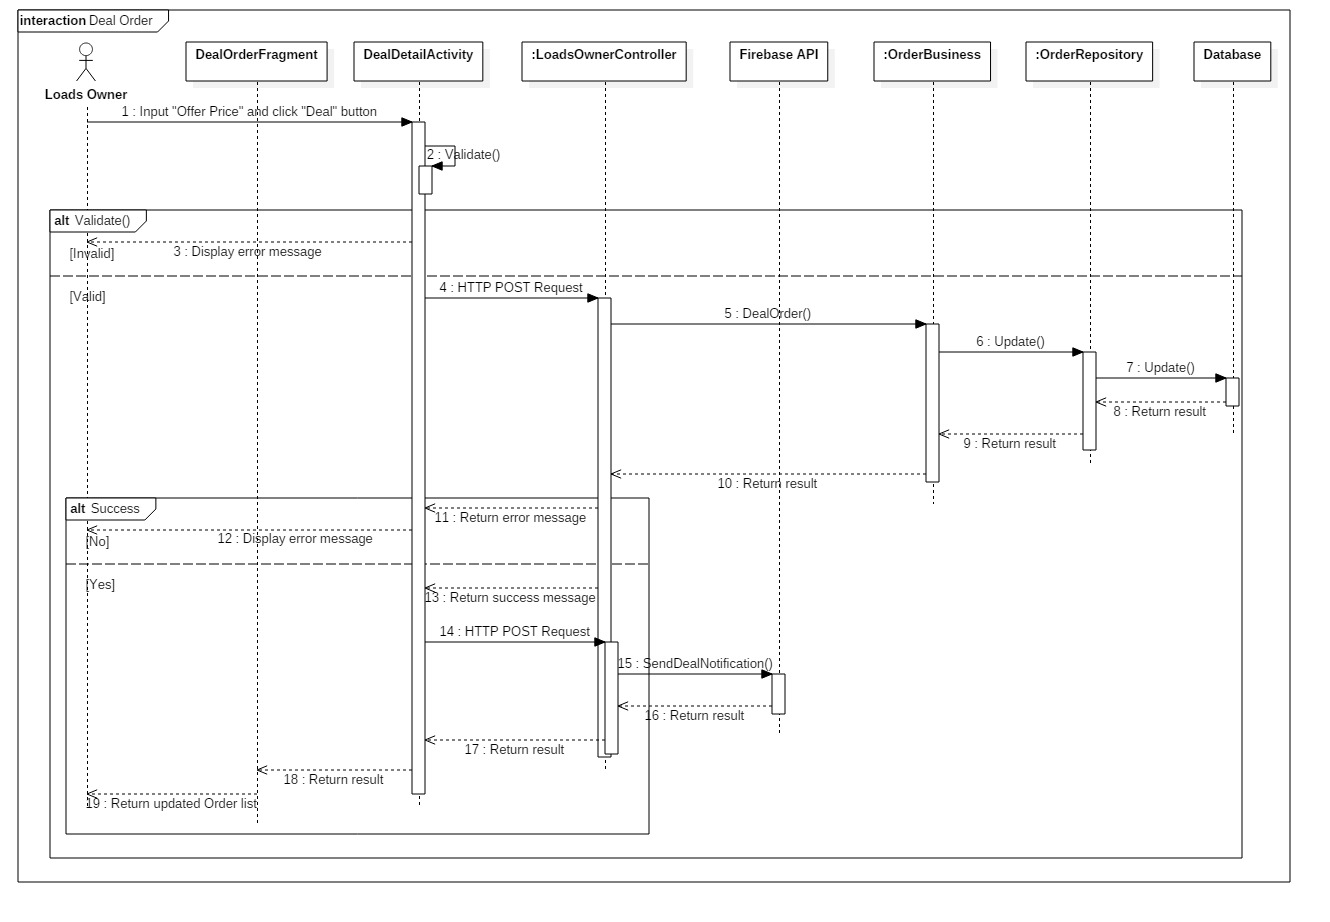 interaction Deal Order
DealOrderFragment
DealDetailActivity
:LoadsOwnerController
Firebase API
:OrderBusiness
:OrderRepository
Database
Loads Owner
1 : Input "Offer Price" and click "Deal" button
2 : Validate()
alt Validate()
3 : Display error message
[Invalid]
4 : HTTP POST Request
[Valid]
5 : DealOrder()
6 : Update()
7 : Update()
8 : Return result
9 : Return result
10 : Return result
alt Success
11 : Return error message
12 : Display error message
[No]
[Yes]
13 : Return success message
14 : HTTP POST Request
15 : SendDealNotification()
16 : Return result
17 : Return result
18 : Return result
19 : Return updated Order list